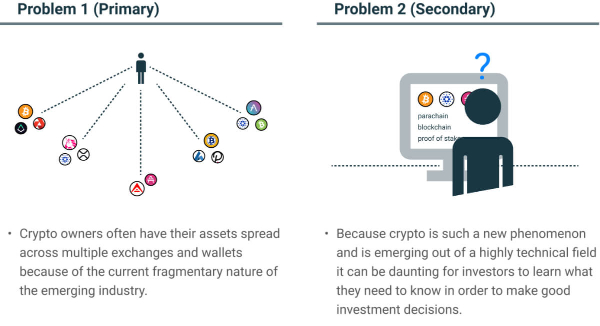 Problem 1 (Primary)
Crypto owners often have their assets spread
across multiple exchanges and wallets
because of the current fragmentary nature of
the emerging industry.
Problem 2 (Secondary)
?
parachain
blockchain
proof of stak
Because crypto is such a new phenomenon
and is emerging out of a highly technical field
it can be daunting for investors to learn what
they need to know in order to make good
investment decisions.